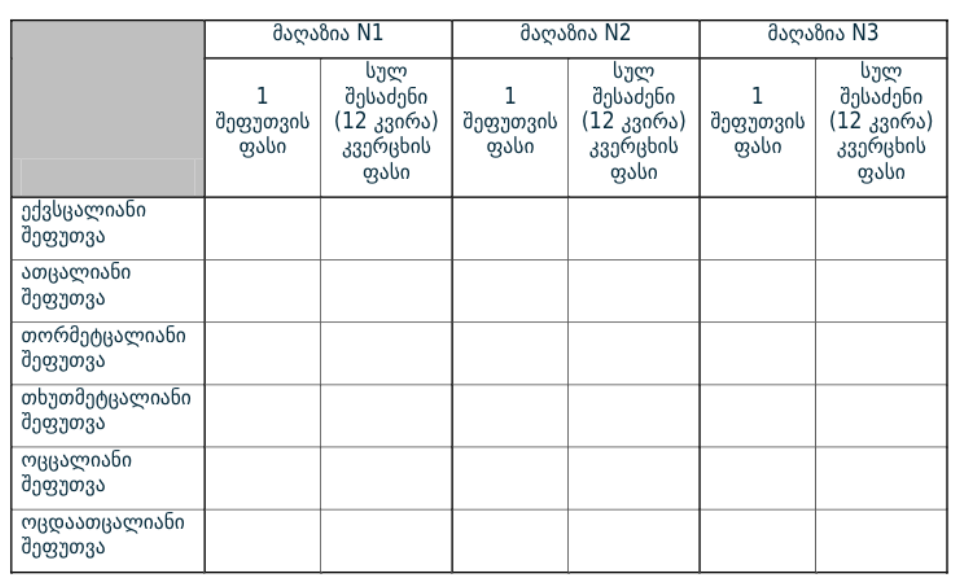 მაღაზია N1 მაღაზია N2 მაღაზია N3
1 შეფუთვის ფასი
სულ შესაძენი (12 კვირა) კვერცხის ფასი
1 შეფუთვის ფასი
სულ შესაძენი (12 კვირა) კვერცხის ფასი
1 შეფუთვის ფასი
სულ შესაძენი (12 კვირა) კვერცხის ფასი
ექვსცალიანი
შეფუთვა
ათცალიანი
შეფუთვა
თორმეტცალიანი
შეფუთვა
თხუთმეტცალიანი
შეფუთვა
ოცცალიანი
შეფუთვა
ოცდაათცალიანი
შეფუთვა